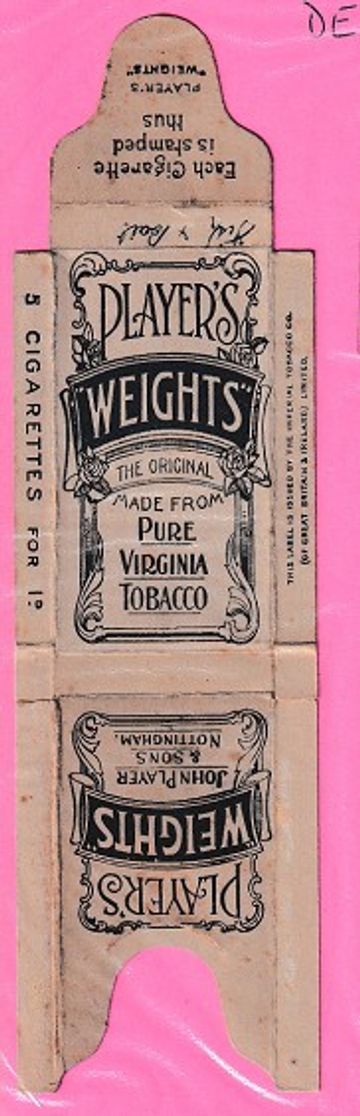 DE
Each Cigarette
is stamped
thus
PLAYER'S
"WEIGHTS"
PLAYER'S
"WEIGHTS"
THE ORIGINAL
MADE FROM
PURE
VIRGINIA
TOBACCO
5 CIGARETTES FOR 1D
THIS LABEL IS ISSUED BY THE IMPERIAL TOBACCO CO.
(OF GREAT BRITAIN & IRELAND) LIMITED.
PLAYER'S
"WEIGHTS"
JOHN PLAYER
& SONS
NOTTINGHAM.